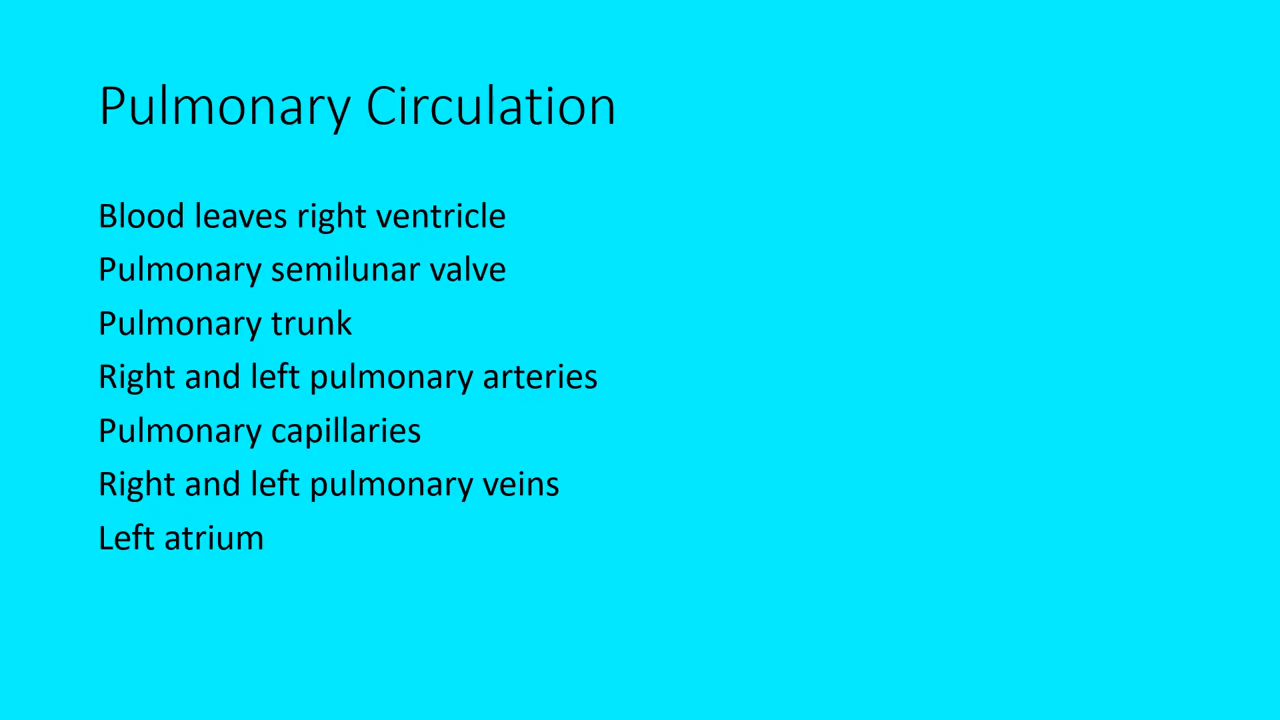 Pulmonary Circulation
Blood leaves right ventricle
Pulmonary semilunar valve
Pulmonary trunk
Right and left pulmonary arteries
Pulmonary capillaries
Right and left pulmonary veins
Left atrium